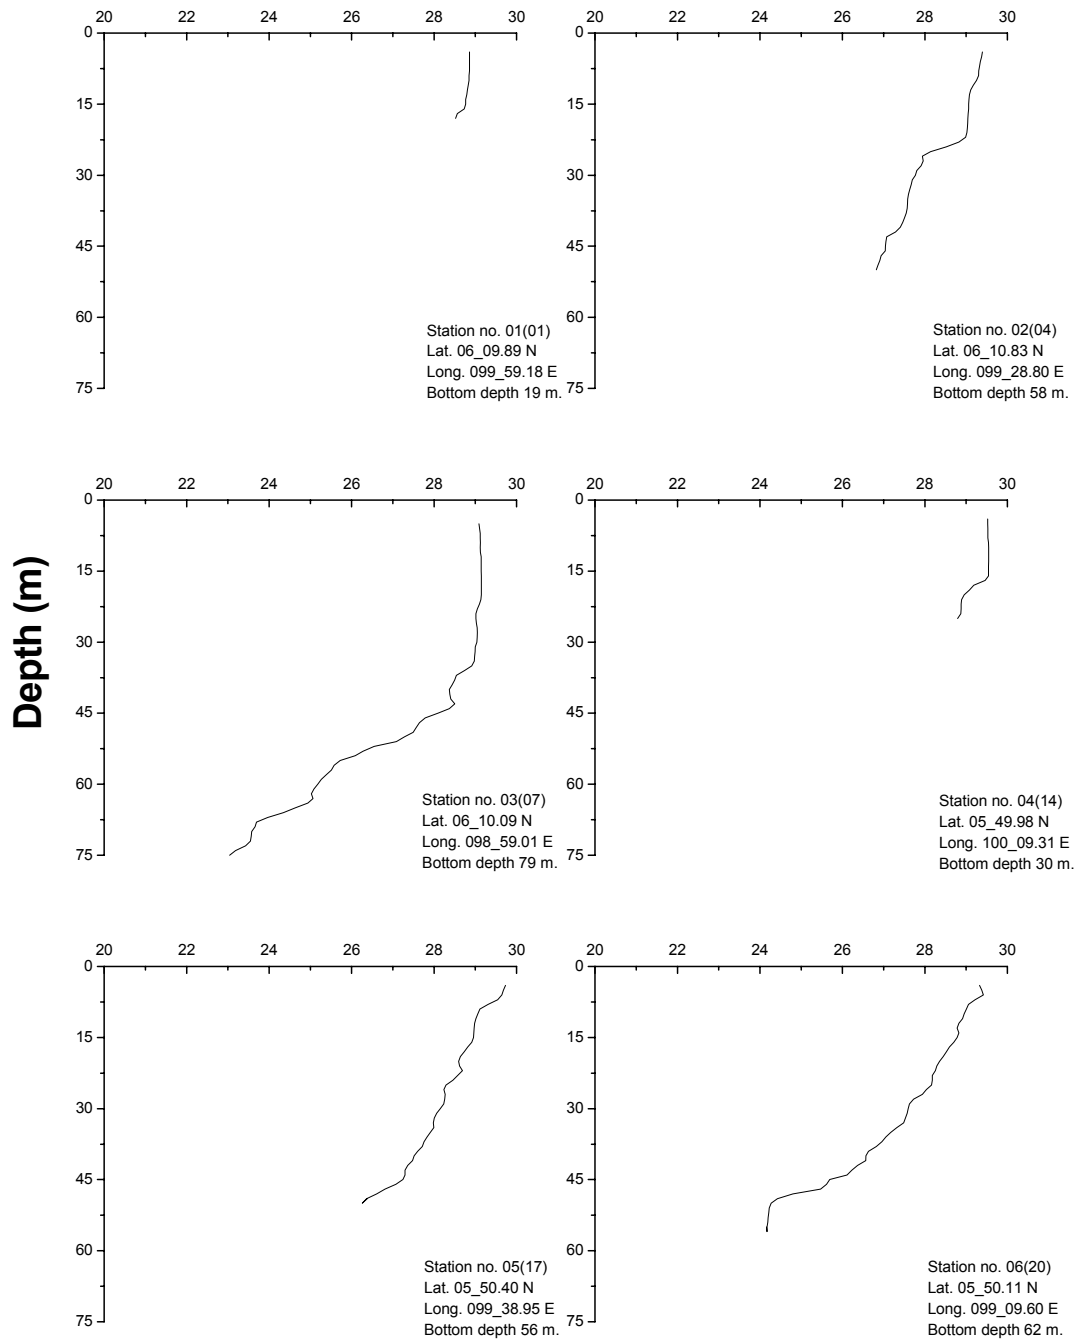 20 22 24 26 28 30
0
15
30
45
60
75
Station no. 01(01)
Lat. 06_09.89 N
Long. 099_59.18 E
Bottom depth 19 m.
20 22 24 26 28 30
0
15
30
45
60
75
Station no. 02(04)
Lat. 06_10.83 N
Long. 099_28.80 E
Bottom depth 58 m.
Depth (m)
20 22 24 26 28 30
0
15
30
45
60
75
Station no. 03(07)
Lat. 06_10.09 N
Long. 098_59.01 E
Bottom depth 79 m.
20 22 24 26 28 30
0
15
30
45
60
75
Station no. 04(14)
Lat. 05_49.98 N
Long. 100_09.31 E
Bottom depth 30 m.
20 22 24 26 28 30
0
15
30
45
60
75
Station no. 05(17)
Lat. 05_50.40 N
Long. 099_38.95 E
Bottom depth 56 m.
20 22 24 26 28 30
0
15
30
45
60
75
Station no. 06(20)
Lat. 05_50.11 N
Long. 099_09.60 E
Bottom depth 62 m.